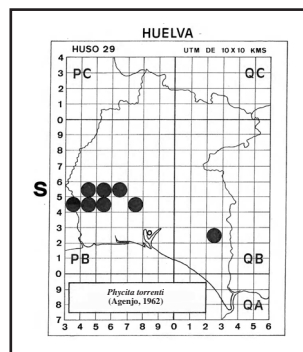 HUELVA
HUSO 29 UTM DE 10 X 10 KMS
4
PC QC
3
2
1
0
9
8
7
6
S
5
4
3
2
PB QB
1
0
Phycita torrenti
(Agenjo, 1962)
9
8
QA
7
3 4 5 6 7 8 9 0 1 2 3 4 5 6